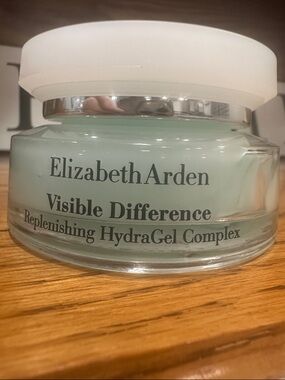 Elizabeth Arden
Visible Difference
Replenishing HydraGel Complex